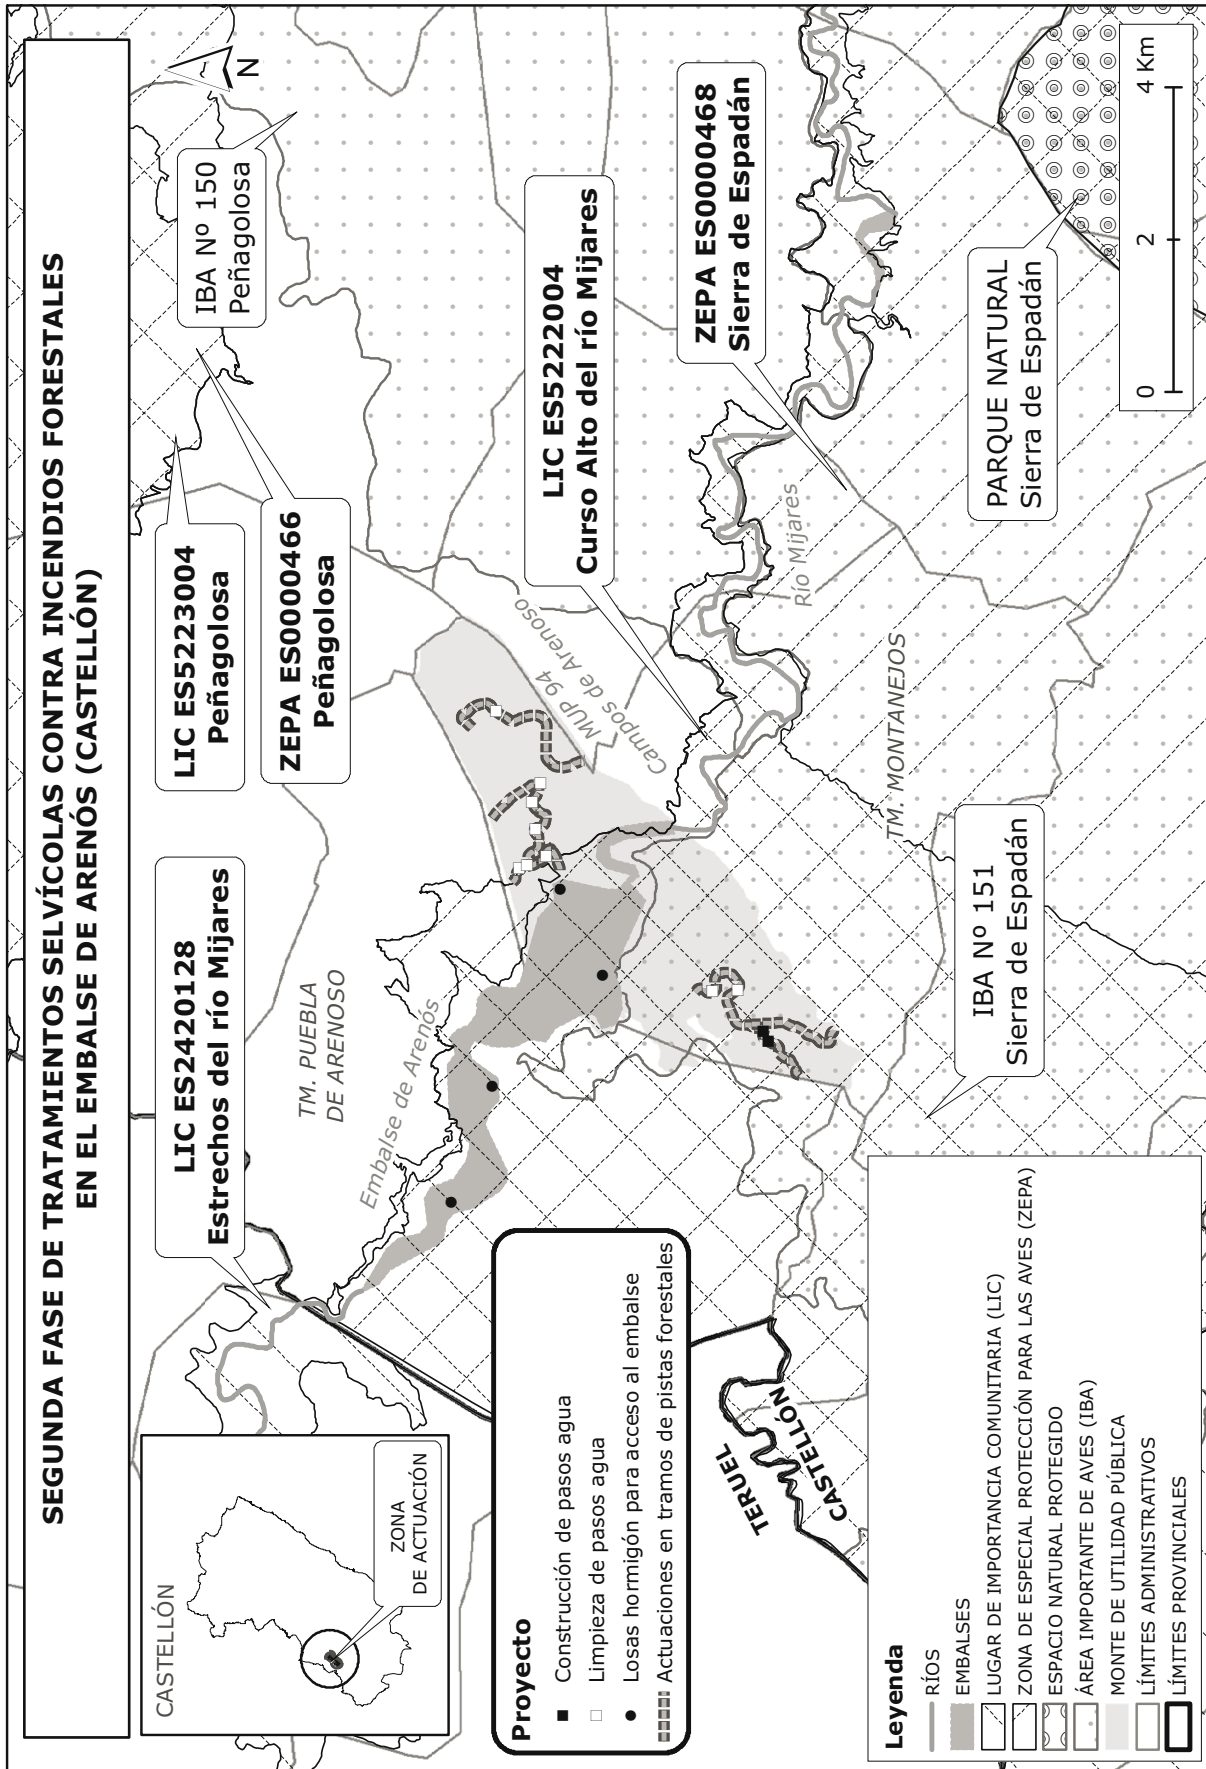 SEGUNDA FASE DE TRATAMIENTOS SELVÍCOLAS CONTRA INCENDIOS FORESTALES
EN EL EMBALSE DE ARENÓS (CASTELLÓN)
CASTELLÓN
ZONA
DE ACTUACIÓN
LIC ES2420128
Estrechos del río Mijares
LIC ES5223004
Peñagolosa
ZEPA ES0000466
Peñagolosa
IBA Nº 150
Peñagolosa
N
TM. PUEBLA
DE ARENOSO
Embalse de Arenós
MUP 94
Campos de Arenoso
LIC ES5222004
Curso Alto del río Mijares
ZEPA ES0000468
Sierra de Espadán
Río Mijares
TM. MONTANEJOS
IBA Nº 151
Sierra de Espadán
PARQUE NATURAL
Sierra de Espadán
TERUEL
CASTELLÓN
Proyecto
Construcción de pasos agua
Limpieza de pasos agua
Losas hormigón para acceso al embalse
Actuaciones en tramos de pistas forestales
Leyenda
RÍOS
EMBALSES
LUGAR DE IMPORTANCIA COMUNITARIA (LIC)
ZONA DE ESPECIAL PROTECCIÓN PARA LAS AVES (ZEPA)
ESPACIO NATURAL PROTEGIDO
ÁREA IMPORTANTE DE AVES (IBA)
MONTE DE UTILIDAD PÚBLICA
LÍMITES ADMINISTRATIVOS
LÍMITES PROVINCIALES
0 2 4 Km